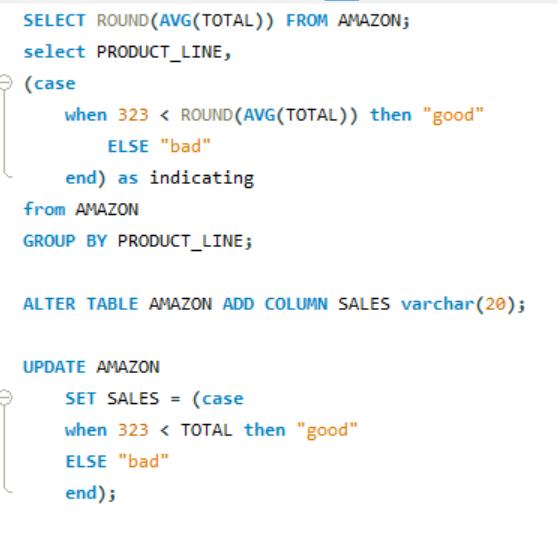 SELECT ROUND(AVG(TOTAL)) FROM AMAZON;
select PRODUCT_LINE,
(case
when 323 < ROUND(AVG(TOTAL)) then "good"
ELSE "bad"
end) as indicating
from AMAZON
GROUP BY PRODUCT_LINE;
ALTER TABLE AMAZON ADD COLUMN SALES varchar(20);
UPDATE AMAZON
SET SALES = (case
when 323 < TOTAL then "good"
ELSE "bad"
end);